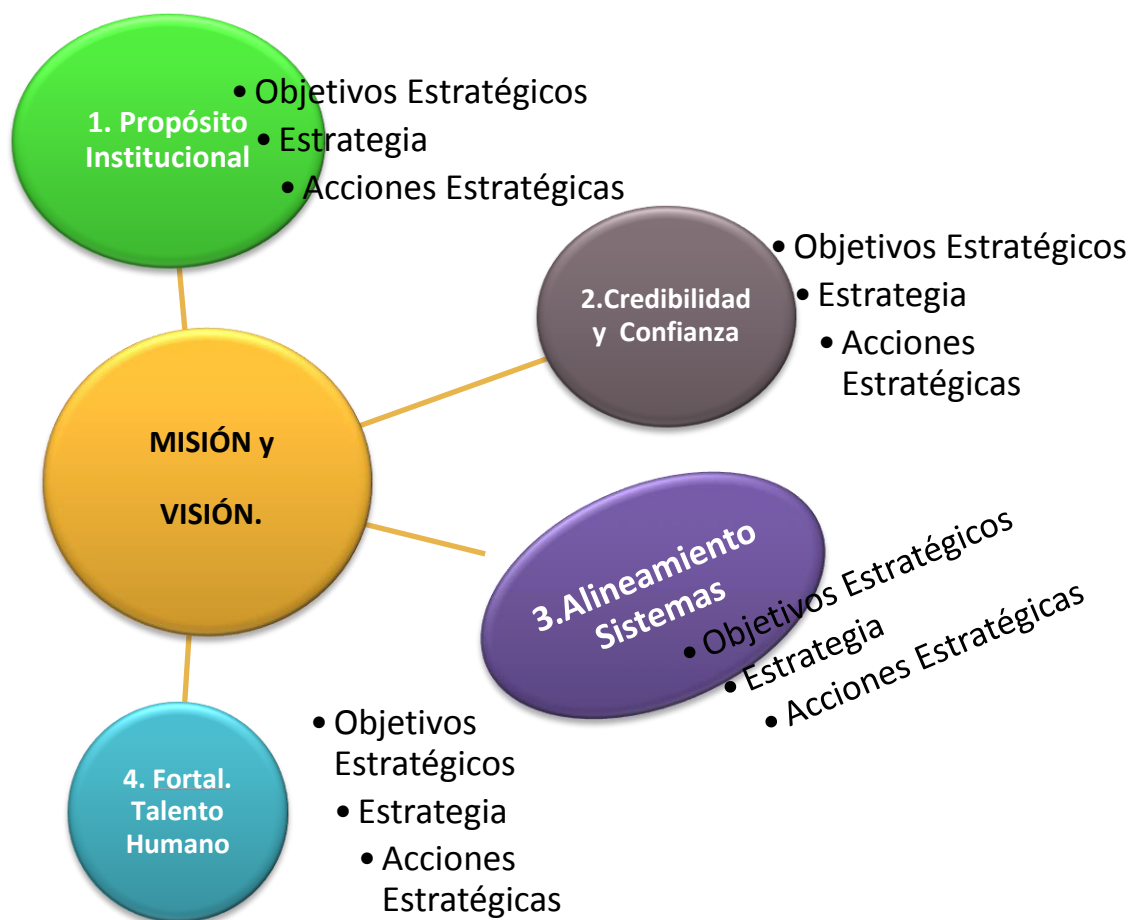 1. Propósito
Institucional
• Objetivos Estratégicos
• Estrategia
• Acciones Estratégicas
2.Credibilidad
y Confianza
• Objetivos Estratégicos
• Estrategia
• Acciones
Estratégicas
MISIÓN y
VISIÓN.
3.Alineamiento
Sistemas
• Objetivos Estratégicos
• Estrategia
• Acciones Estratégicas
4. Fortal.
Talento
Humano
• Objetivos
Estratégicos
• Estrategia
• Acciones
Estratégicas